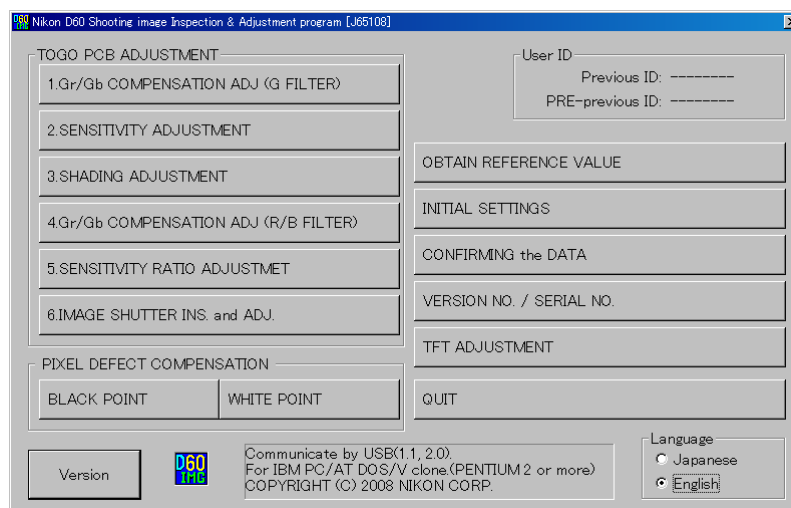 D60 IMG Nikon D60 Shooting image Inspection & Adjustment program [J65108]
TOGO PCB ADJUSTMENT
1.Gr/Gb COMPENSATION ADJ (G FILTER)
2.SENSITIVITY ADJUSTMENT
3.SHADING ADJUSTMENT
4.Gr/Gb COMPENSATION ADJ (R/B FILTER)
5.SENSITIVITY RATIO ADJUSTMET
6.IMAGE SHUTTER INS. and ADJ.
PIXEL DEFECT COMPENSATION
BLACK POINT
WHITE POINT
User ID
Previous ID: --------
PRE-previous ID: --------
OBTAIN REFERENCE VALUE
INITIAL SETTINGS
CONFIRMING the DATA
VERSION NO. / SERIAL NO.
TFT ADJUSTMENT
QUIT
Version
D60
IMG
Communicate by USB(1.1, 2.0).
For IBM PC/AT DOS/V clone.(PENTIUM 2 or more)
COPYRIGHT (C) 2008 NIKON CORP.
Language
Japanese
English